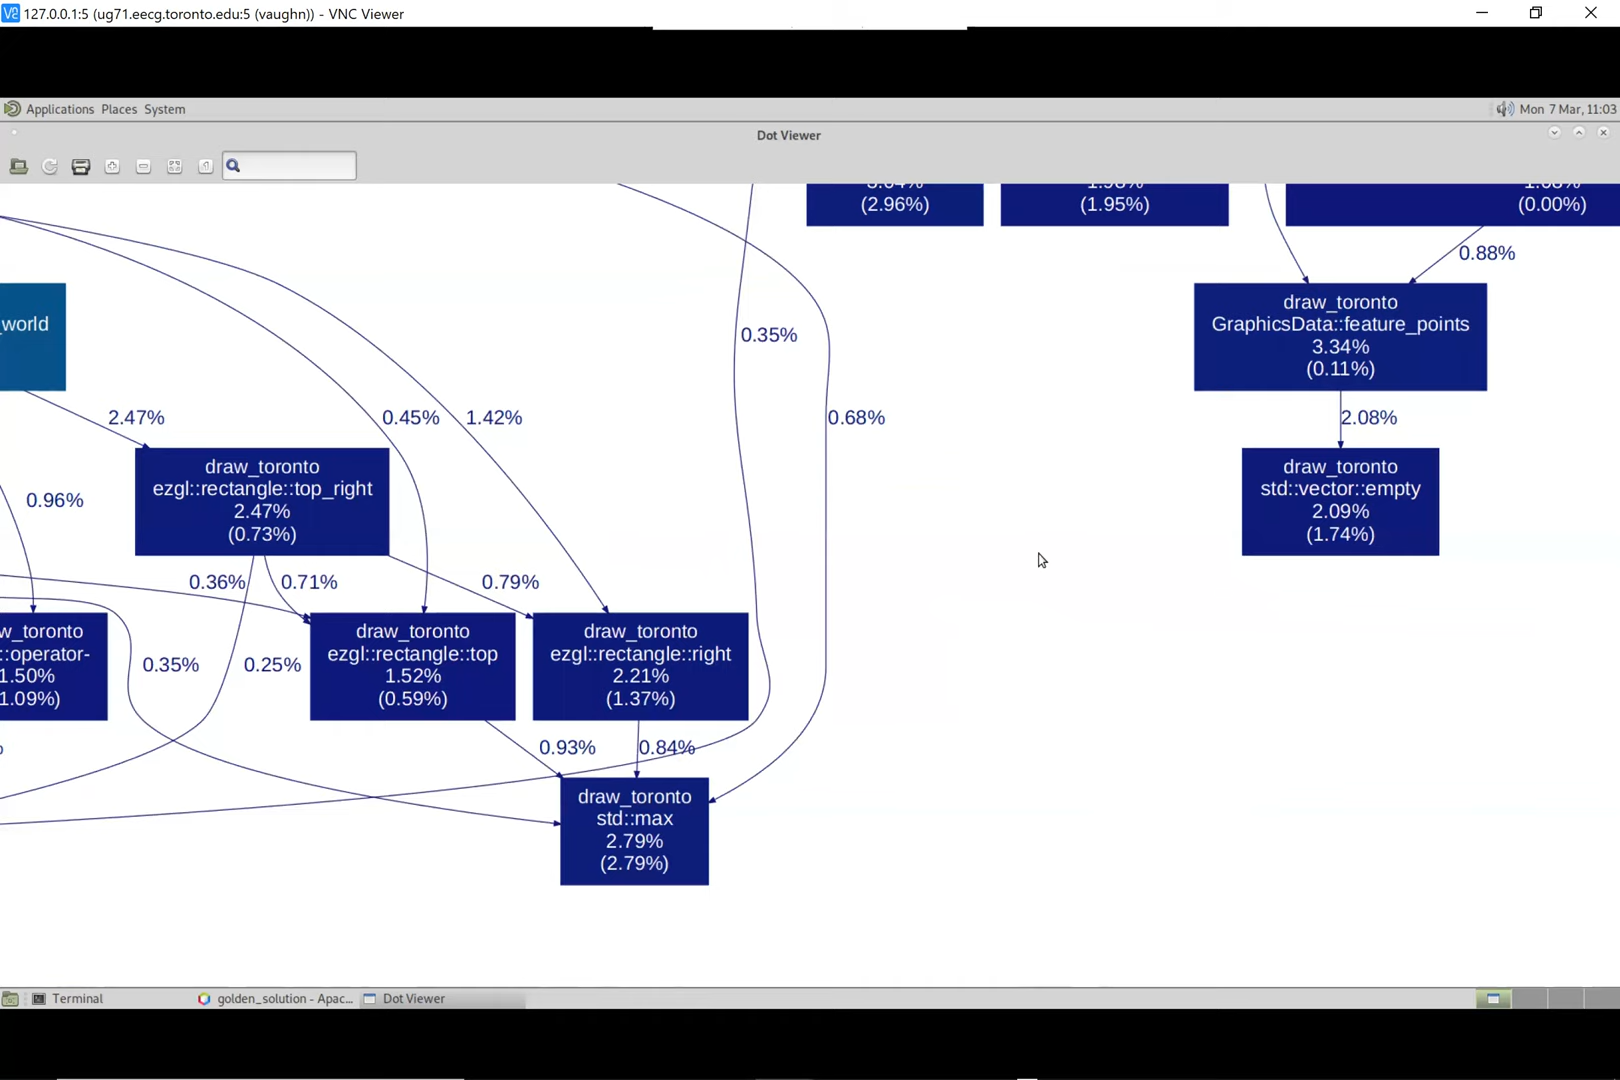 127.0.0.1:5 (ug71.eecg.toronto.edu:5 (vaughn)) - VNC Viewer
Applications Places System
Mon 7 Mar, 11:03
Dot Viewer
(2.96%)
(1.95%)
(0.00%)
0.88%
draw_toronto
GraphicsData::feature_points
3.34%
(0.11%)
_world
0.35%
2.47%
0.45%
1.42%
0.68%
2.08%
draw_toronto
ezgl::rectangle::top_right
2.47%
(0.73%)
draw_toronto
std::vector::empty
2.09%
(1.74%)
0.96%
0.36%
0.71%
0.79%
w_toronto
::operator-
1.50%
1.09%)
0.35%
0.25%
draw_toronto
ezgl::rectangle::top
1.52%
(0.59%)
draw_toronto
ezgl::rectangle::right
2.21%
(1.37%)
0.93%
0.84%
draw_toronto
std::max
2.79%
(2.79%)
Terminal
golden_solution - Apac...
Dot Viewer